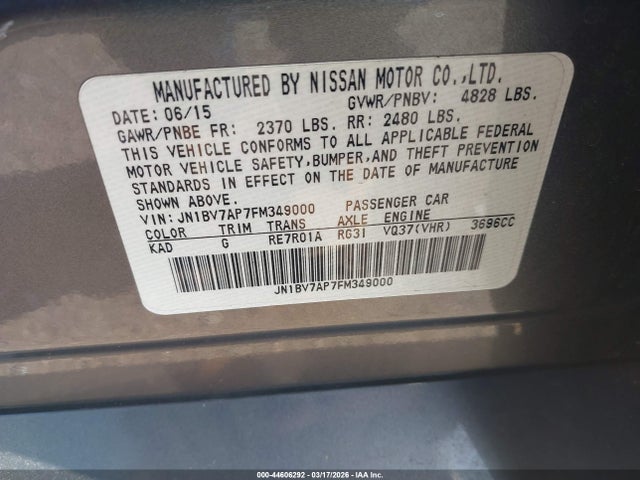 MANUFACTURED BY NISSAN MOTOR CO.,LTD.
DATE: 06/15 GVWR/PNBV: 4828 LBS.
GAWR/PNBE FR: 2370 LBS. RR: 2480 LBS.
THIS VEHICLE CONFORMS TO ALL APPLICABLE FEDERAL
MOTOR VEHICLE SAFETY,BUMPER,AND THEFT PREVENTION
STANDARDS IN EFFECT ON THE DATE OF MANUFACTURE
SHOWN ABOVE.
VIN: JN1BV7AP7FM349000 PASSENGER CAR
COLOR TRIM TRANS AXLE ENGINE
KAD G RE7R01A RG31 VQ37(VHR) 3696CC
JN1BV7AP7FM349000
000-44606292 - 03/17/2026 - IAA Inc.